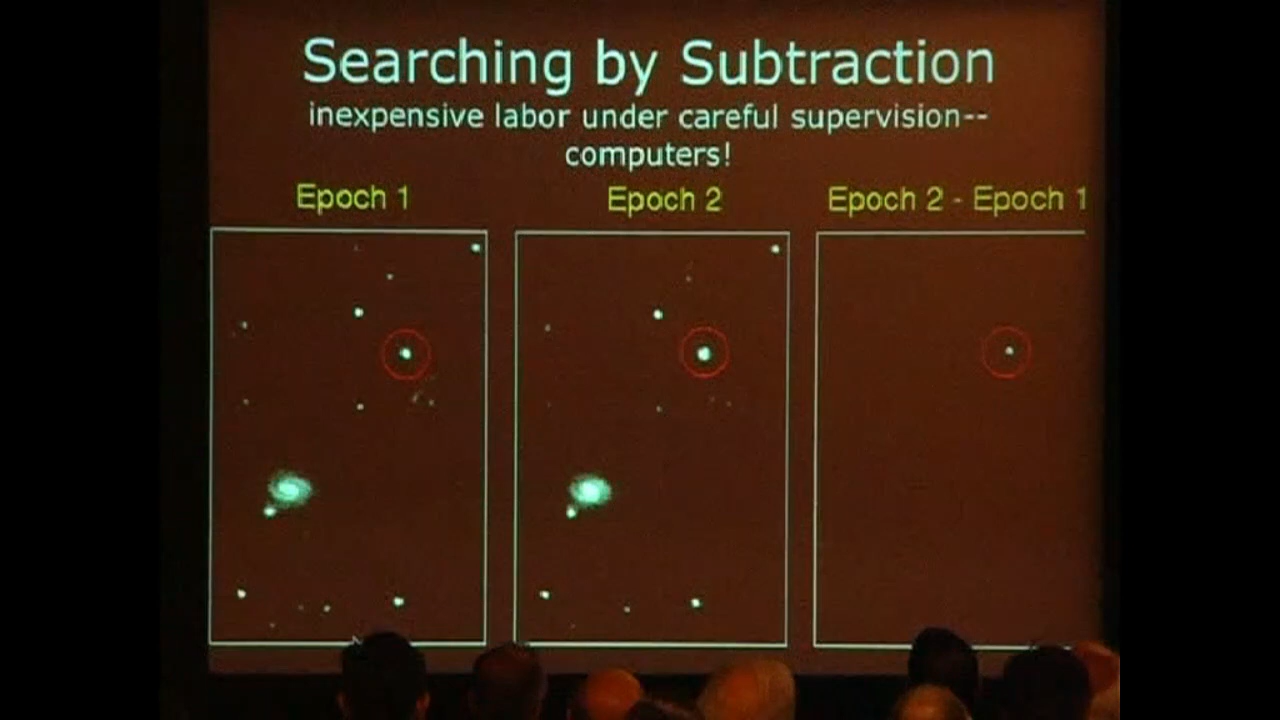 Searching by Subtraction
inexpensive labor under careful supervision--
computers!
Epoch 1
Epoch 2
Epoch 2 - Epoch 1